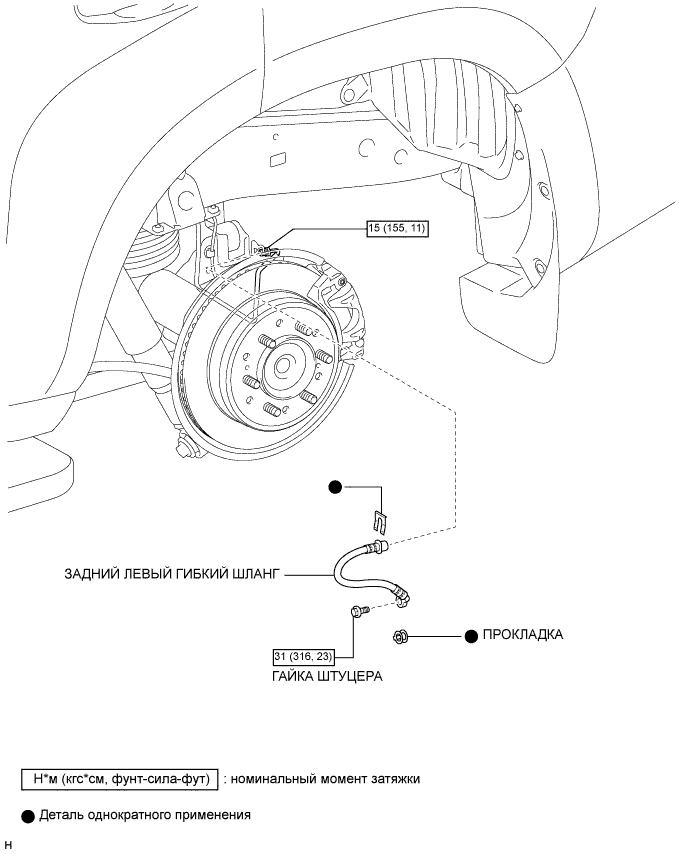 15 (155, 11)
ЗАДНИЙ ЛЕВЫЙ ГИБКИЙ ШЛАНГ
ПРОКЛАДКА
31 (316, 23)
ГАЙКА ШТУЦЕРА
Н*м (кгс*см, фунт-сила-фут) : номинальный момент затяжки
Деталь однократного применения
H